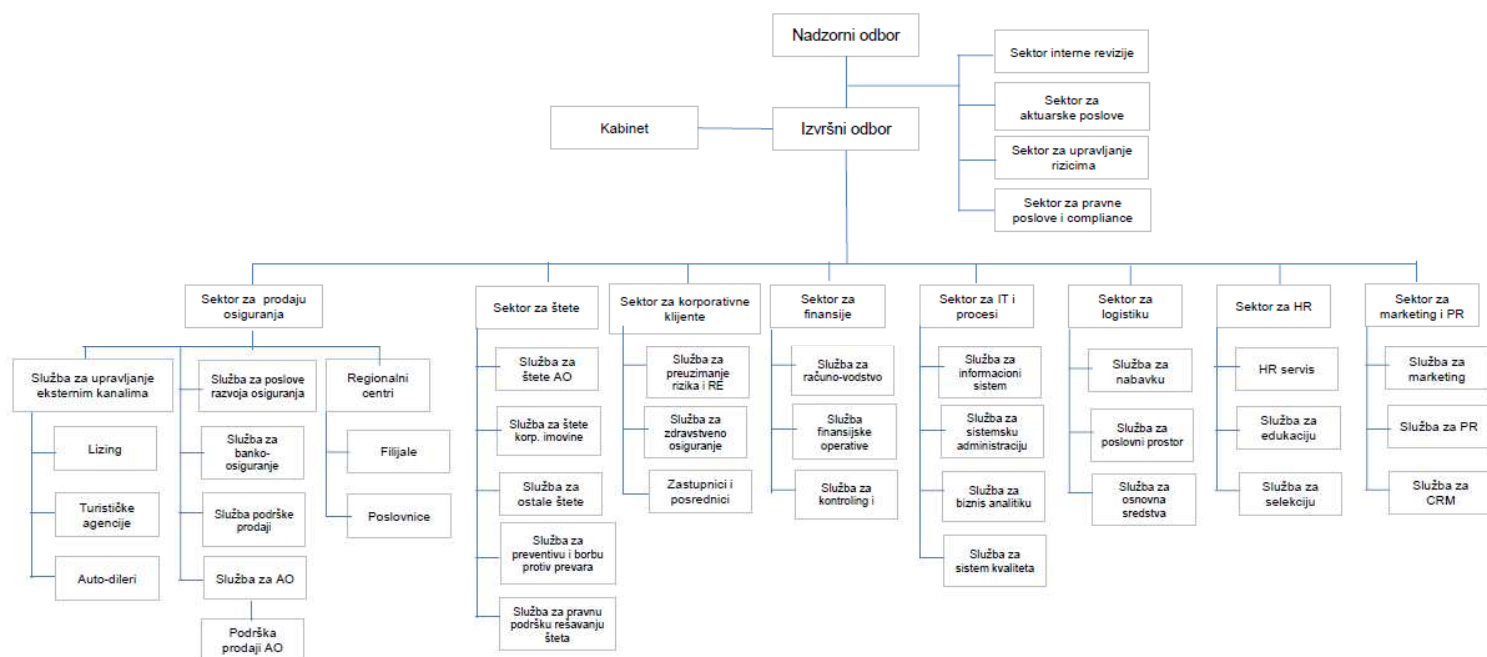 Nadzorni odbor
Sektor interne revizije
Sektor za
aktuarske poslove
Kabinet
Izvršni odbor
Sektor za upravljanje
rizicima
Sektor za pravne
poslove i compliance
Sektor za prodaju
osiguranja
Sektor za štete
Sektor za korporativne
klijente
Sektor za
finansije
Sektor za IT i
procesi
Sektor za
logistiku
Sektor za HR
Sektor za
marketing i PR
Služba za upravljanje
eksternim kanalima
Lizing
Turističke
agencije
Auto-dileri
Služba za poslove
razvoja osiguranja
Služba za
banko-
osiguranje
Služba podrške
prodaji
Služba za AO
Podrška
prodaji AO
Regionalni
centri
Filijale
Poslovnice
Služba za
štete AO
Služba za štete
korp. imovine
Služba za
ostale štete
Služba za
preventivu i borbu
protiv prevara
Služba za pravnu
podršku rešavanju
šteta
Služba za
preuzimanje
rizika i RE
Služba za
zdravstveno
osiguranje
Zastupnici i
posrednici
Služba za
računo-vodstvo
Služba
finansijske
operative
Služba za
kontroling i
Služba za
informacioni
sistem
Služba za
sistemsku
administraciju
Služba za
biznis analitiku
Služba za
sistem kvaliteta
Služba za
nabavku
Služba za
poslovni prostor
Služba za
osnovna
sredstva
HR servis
Služba za
edukaciju
Služba za
selekciju
Služba za
marketing
Služba za PR
Služba za
CRM